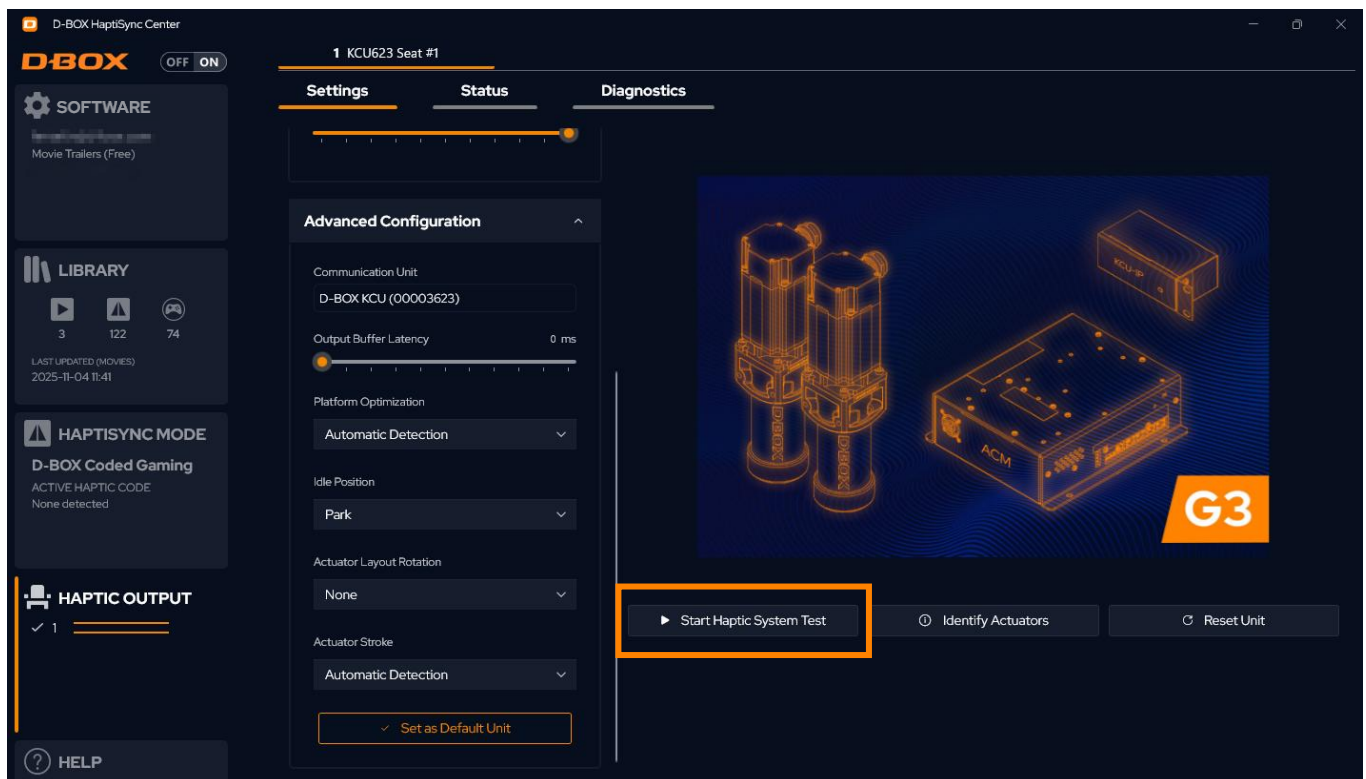 D-BOX HaptiSync Center
D-BOX OFF ON
1 KCU623 Seat #1
Settings Status Diagnostics
SOFTWARE
Movie Trailers (Free)
LIBRARY
3 122 74
LAST UPDATED (MOVIES)
2025-11-04 11:41
HAPTISYNC MODE
D-BOX Coded Gaming
ACTIVE HAPTIC CODE
None detected
HAPTIC OUTPUT
1
HELP
Advanced Configuration
Communication Unit
D-BOX KCU (00003623)
Output Buffer Latency 0 ms
Platform Optimization
Automatic Detection
Idle Position
Park
Actuator Layout Rotation
None
Actuator Stroke
Automatic Detection
Set as Default Unit
KCU-IP
D-BOX
D-BOX
ACM
G3
Start Haptic System Test Identify Actuators Reset Unit